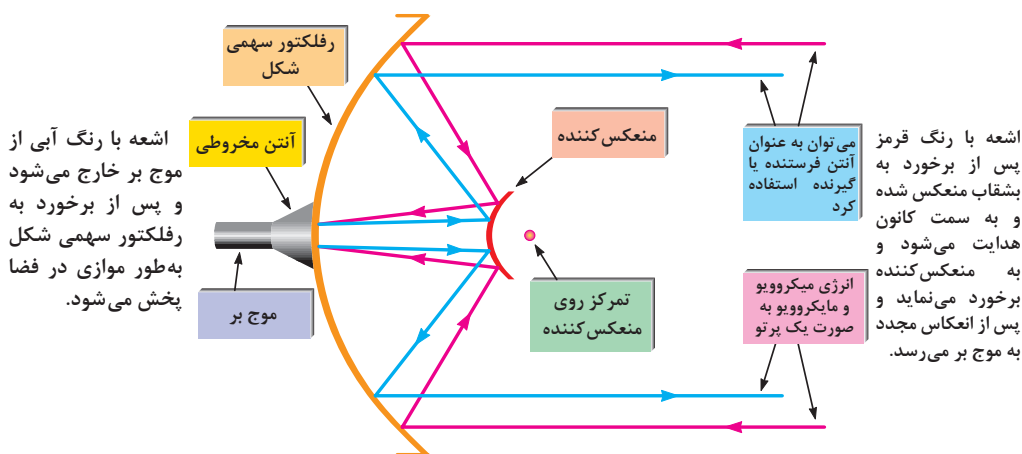 اشعه با رنگ قرمز
پس از برخورد به
بشقاب منعکس شده
و به سمت کانون
هدایت می‌شود و
به منعکس‌کننده
برخورد می‌نماید و
پس از انعکاس مجدد
به موج بر می‌رسد.
می‌توان به عنوان
آنتن فرستنده یا
گیرنده استفاده
کرد
انرژی میکروویو
و مایکروویو به
صورت یک پرتو
منعکس‌کننده
تمرکز روی
منعکس‌کننده
رفلکتور سهمی
شکل
آنتن مخروطی
موج بر
اشعه با رنگ آبی از
موج بر خارج می‌شود
و پس از برخورد به
رفلکتور سهمی شکل
به‌طور موازی در فضا
پخش می‌شود.